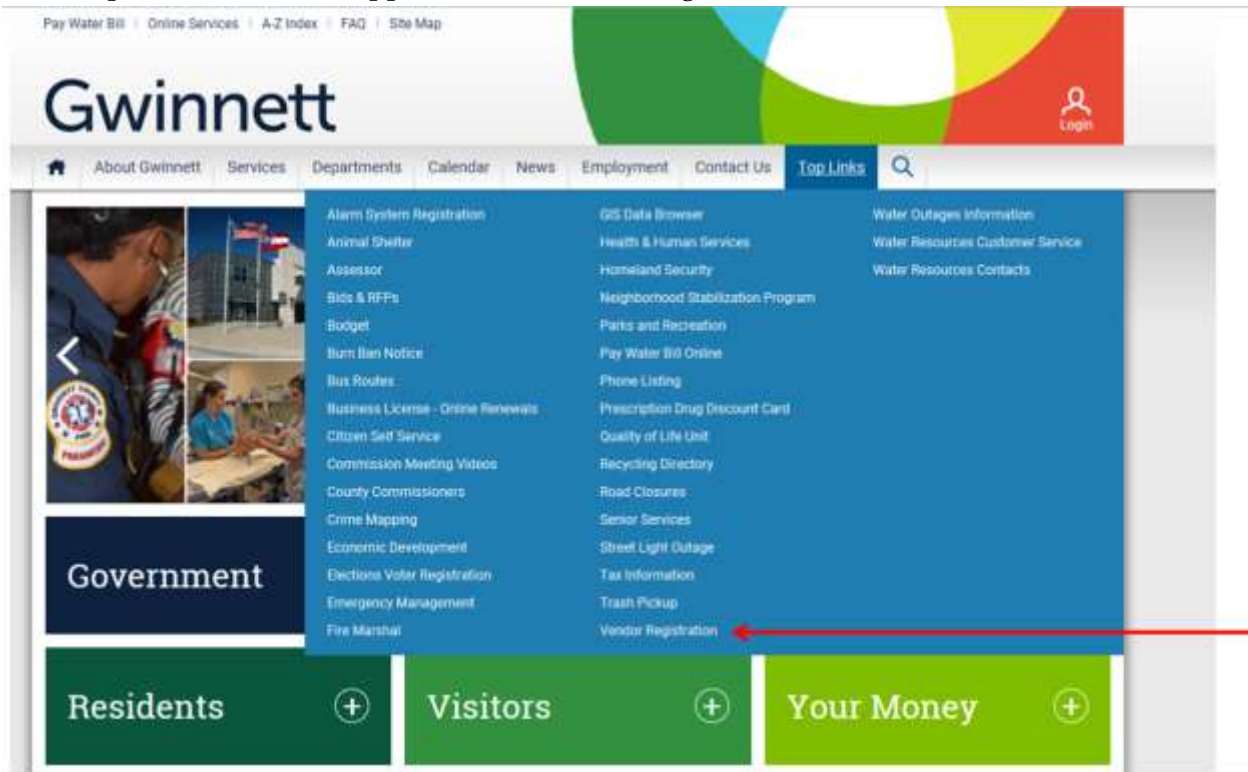 Pay Water Bill | Online Services | A-Z Index | FAQ | Site Map
Gwinnett
Login
About Gwinnett Services Departments Calendar News Employment Contact Us Top Links
Alarm System Registration
Animal Shelter
Assessor
Bids & RFPs
Budget
Burn Ban Notice
Bus Routes
Business License - Online Renewals
Citizen Self Service
Commission Meeting Videos
County Commissioners
Crime Mapping
Economic Development
Elections Voter Registration
Emergency Management
Fire Marshal
GIS Data Browser
Health & Human Services
Homeland Security
Neighborhood Stabilization Program
Parks and Recreation
Pay Water Bill Online
Phone Listing
Prescription Drug Discount Card
Quality of Life Unit
Recycling Directory
Road Closures
Senior Services
Street Light Outage
Tax Information
Trash Pickup
Vendor Registration
Water Outages Information
Water Resources Customer Service
Water Resources Contacts
Government
Residents
Visitors
Your Money